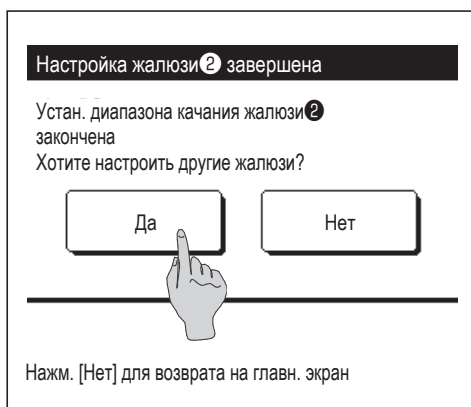 Настройка жалюзи❷ завершена
Устан. диапазона качания жалюзи❷
закончена
Хотите настроить другие жалюзи?
Да Нет
Нажм. [Нет] для возврата на главн. экран